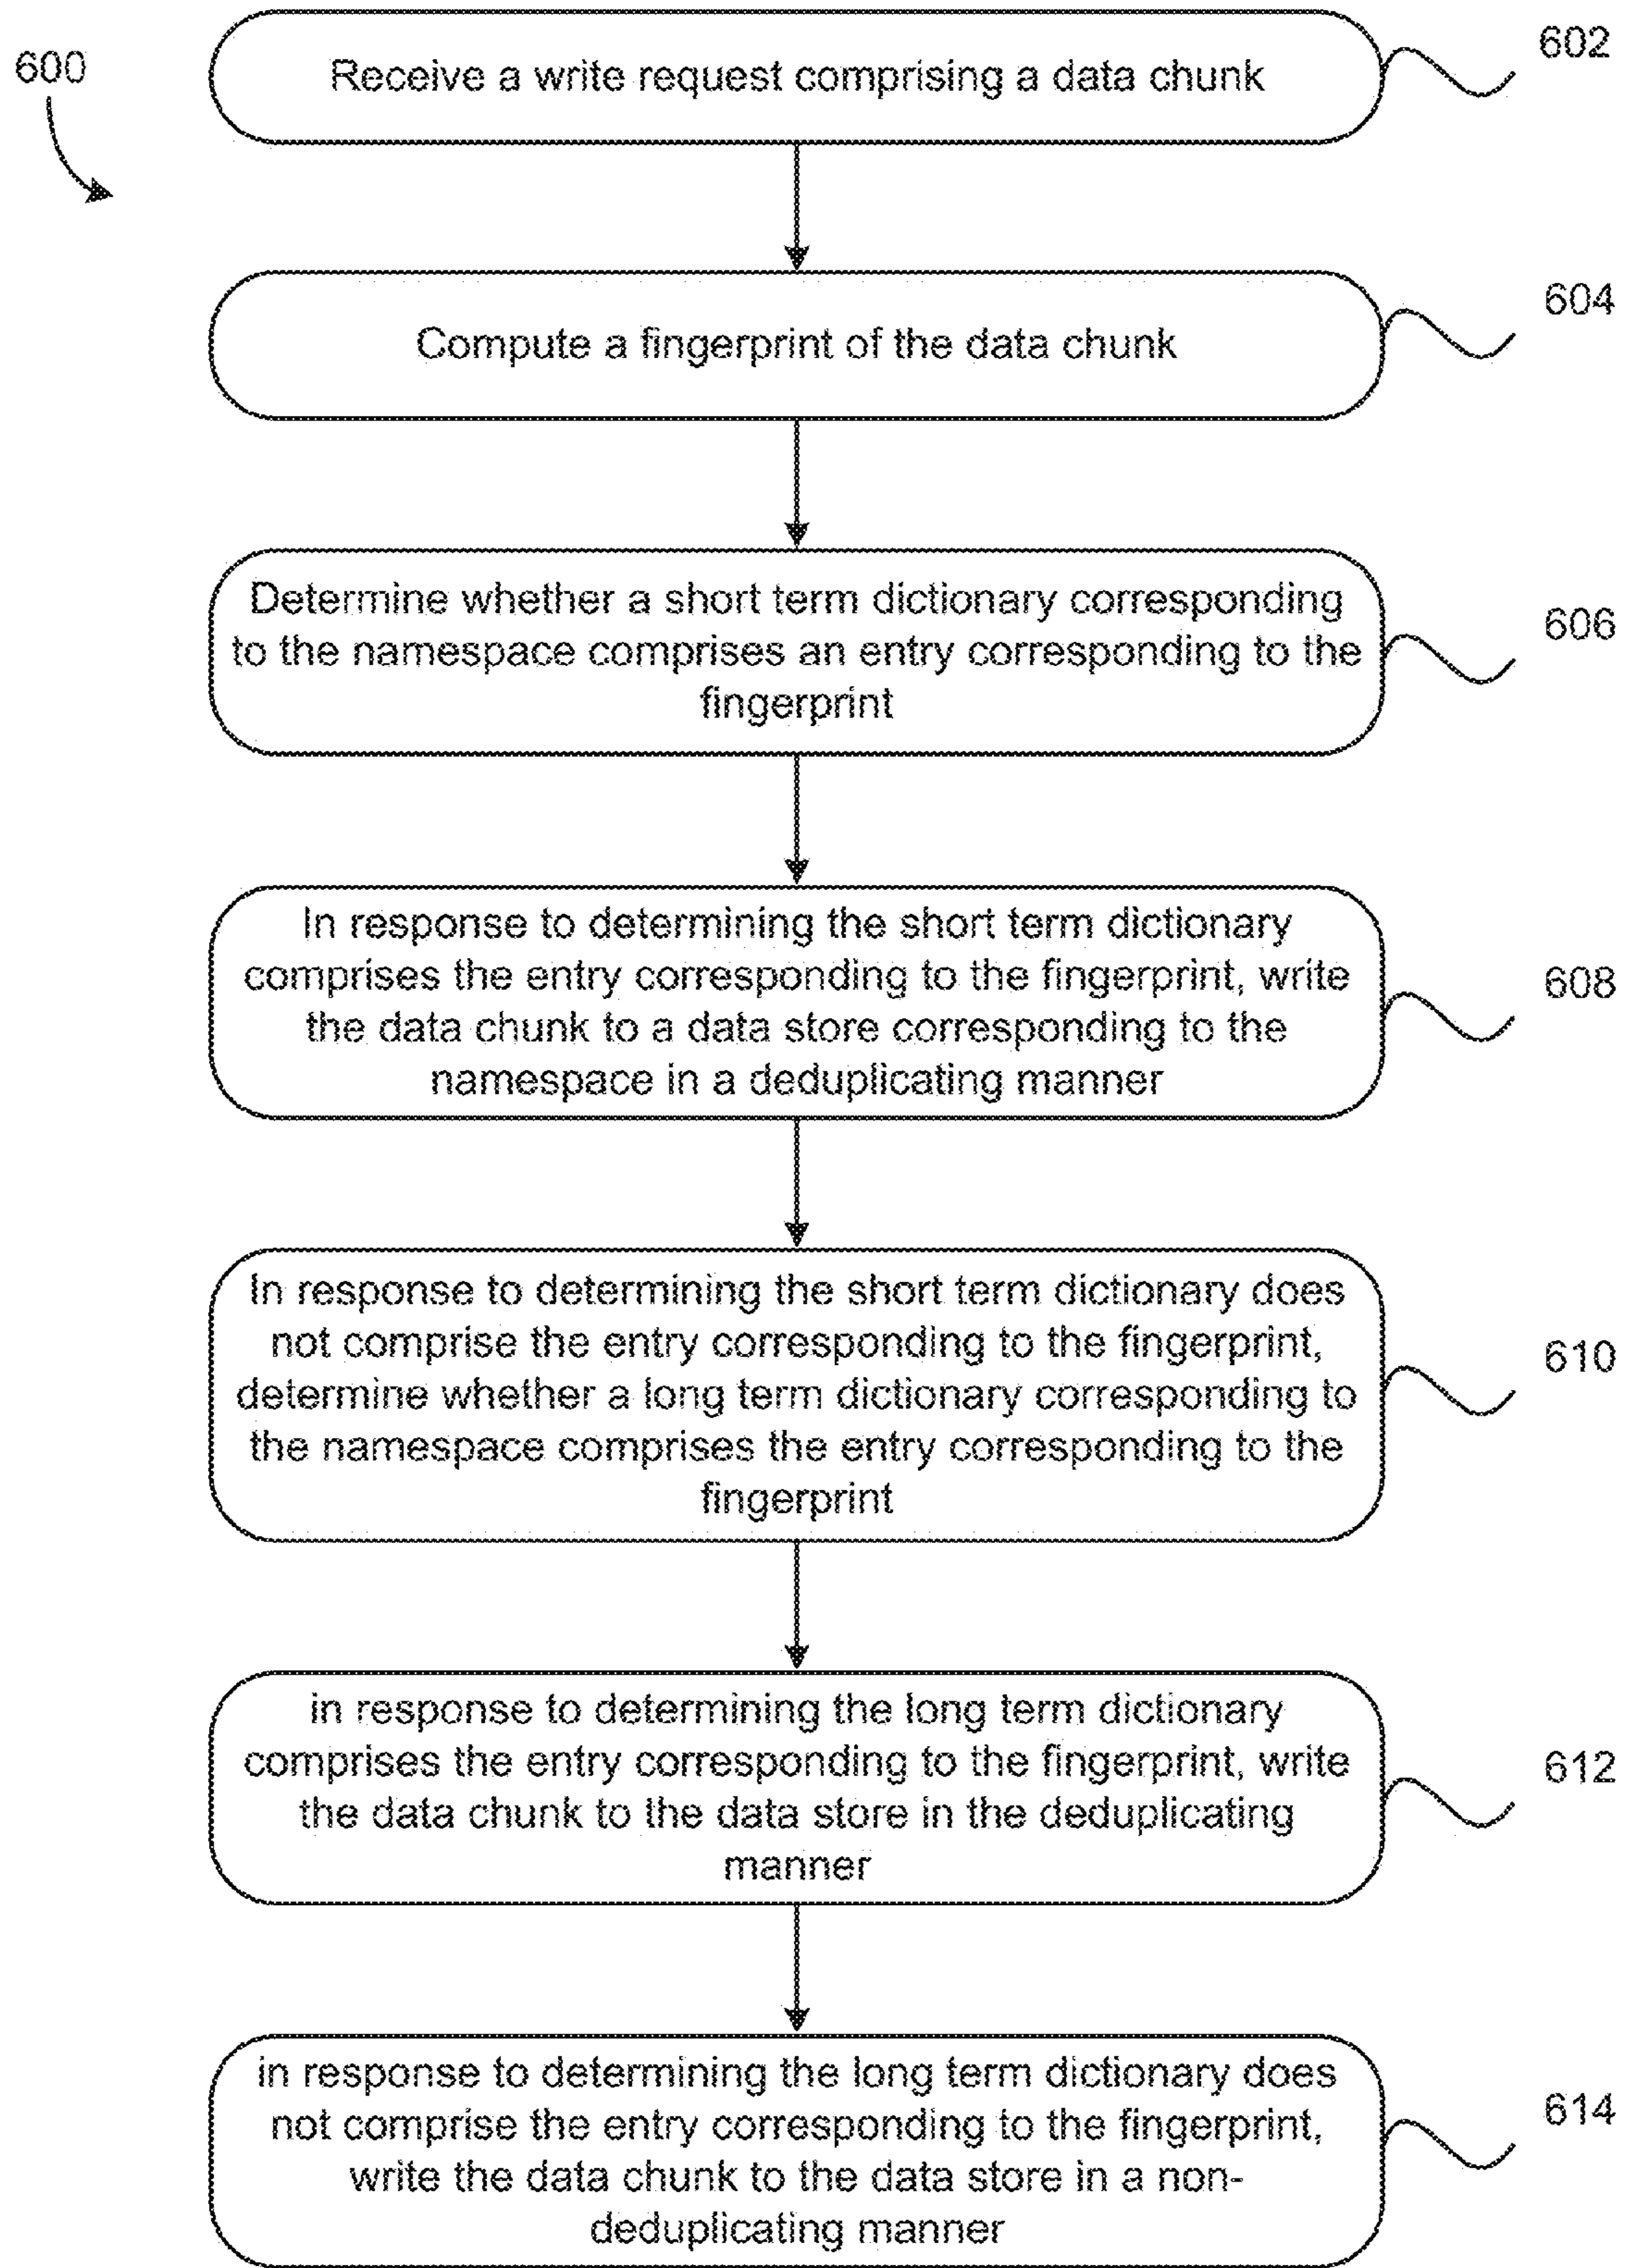 600
Receive a write request comprising a data chunk
602
Compute a fingerprint of the data chunk
604
Determine whether a short term dictionary corresponding
to the namespace comprises an entry corresponding to the
fingerprint
606
In response to determining the short term dictionary
comprises the entry corresponding to the fingerprint, write
the data chunk to a data store corresponding to the
namespace in a deduplicating manner
608
In response to determining the short term dictionary does
not comprise the entry corresponding to the fingerprint,
determine whether a long term dictionary corresponding to
the namespace comprises the entry corresponding to the
fingerprint
610
in response to determining the long term dictionary
comprises the entry corresponding to the fingerprint, write
the data chunk to the data store in the deduplicating
manner
612
in response to determining the long term dictionary does
not comprise the entry corresponding to the fingerprint,
write the data chunk to the data store in a non-
deduplicating manner
614